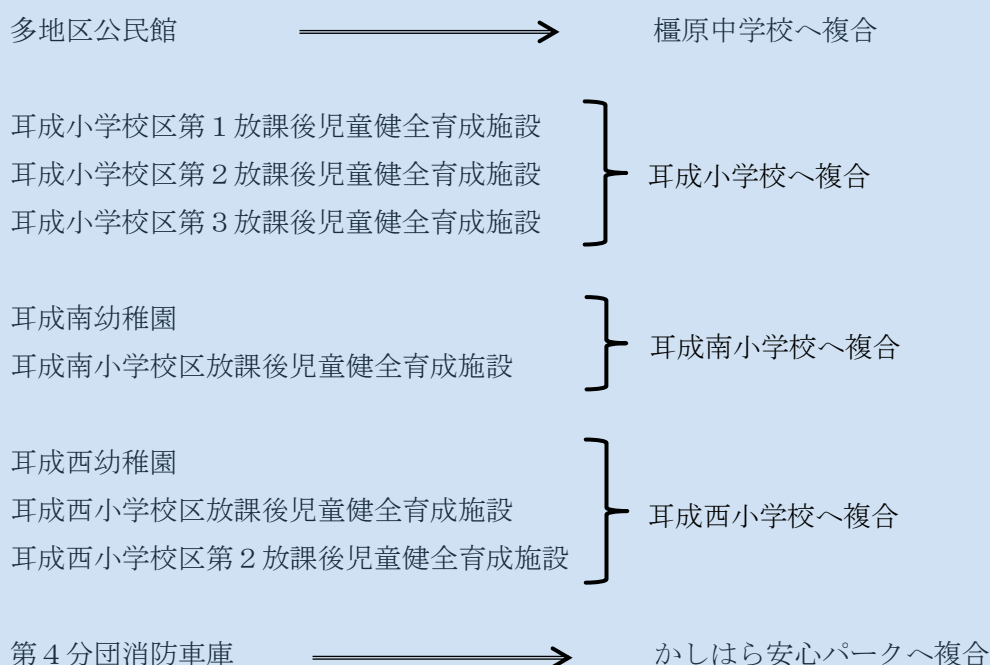 多地区公民館
橿原中学校へ複合
耳成小学校区第１放課後児童健全育成施設
耳成小学校区第２放課後児童健全育成施設
耳成小学校区第３放課後児童健全育成施設
耳成小学校へ複合
耳成南幼稚園
耳成南小学校区放課後児童健全育成施設
耳成南小学校へ複合
耳成西幼稚園
耳成西小学校区放課後児童健全育成施設
耳成西小学校区第２放課後児童健全育成施設
耳成西小学校へ複合
第４分団消防車庫
かしはら安心パークへ複合